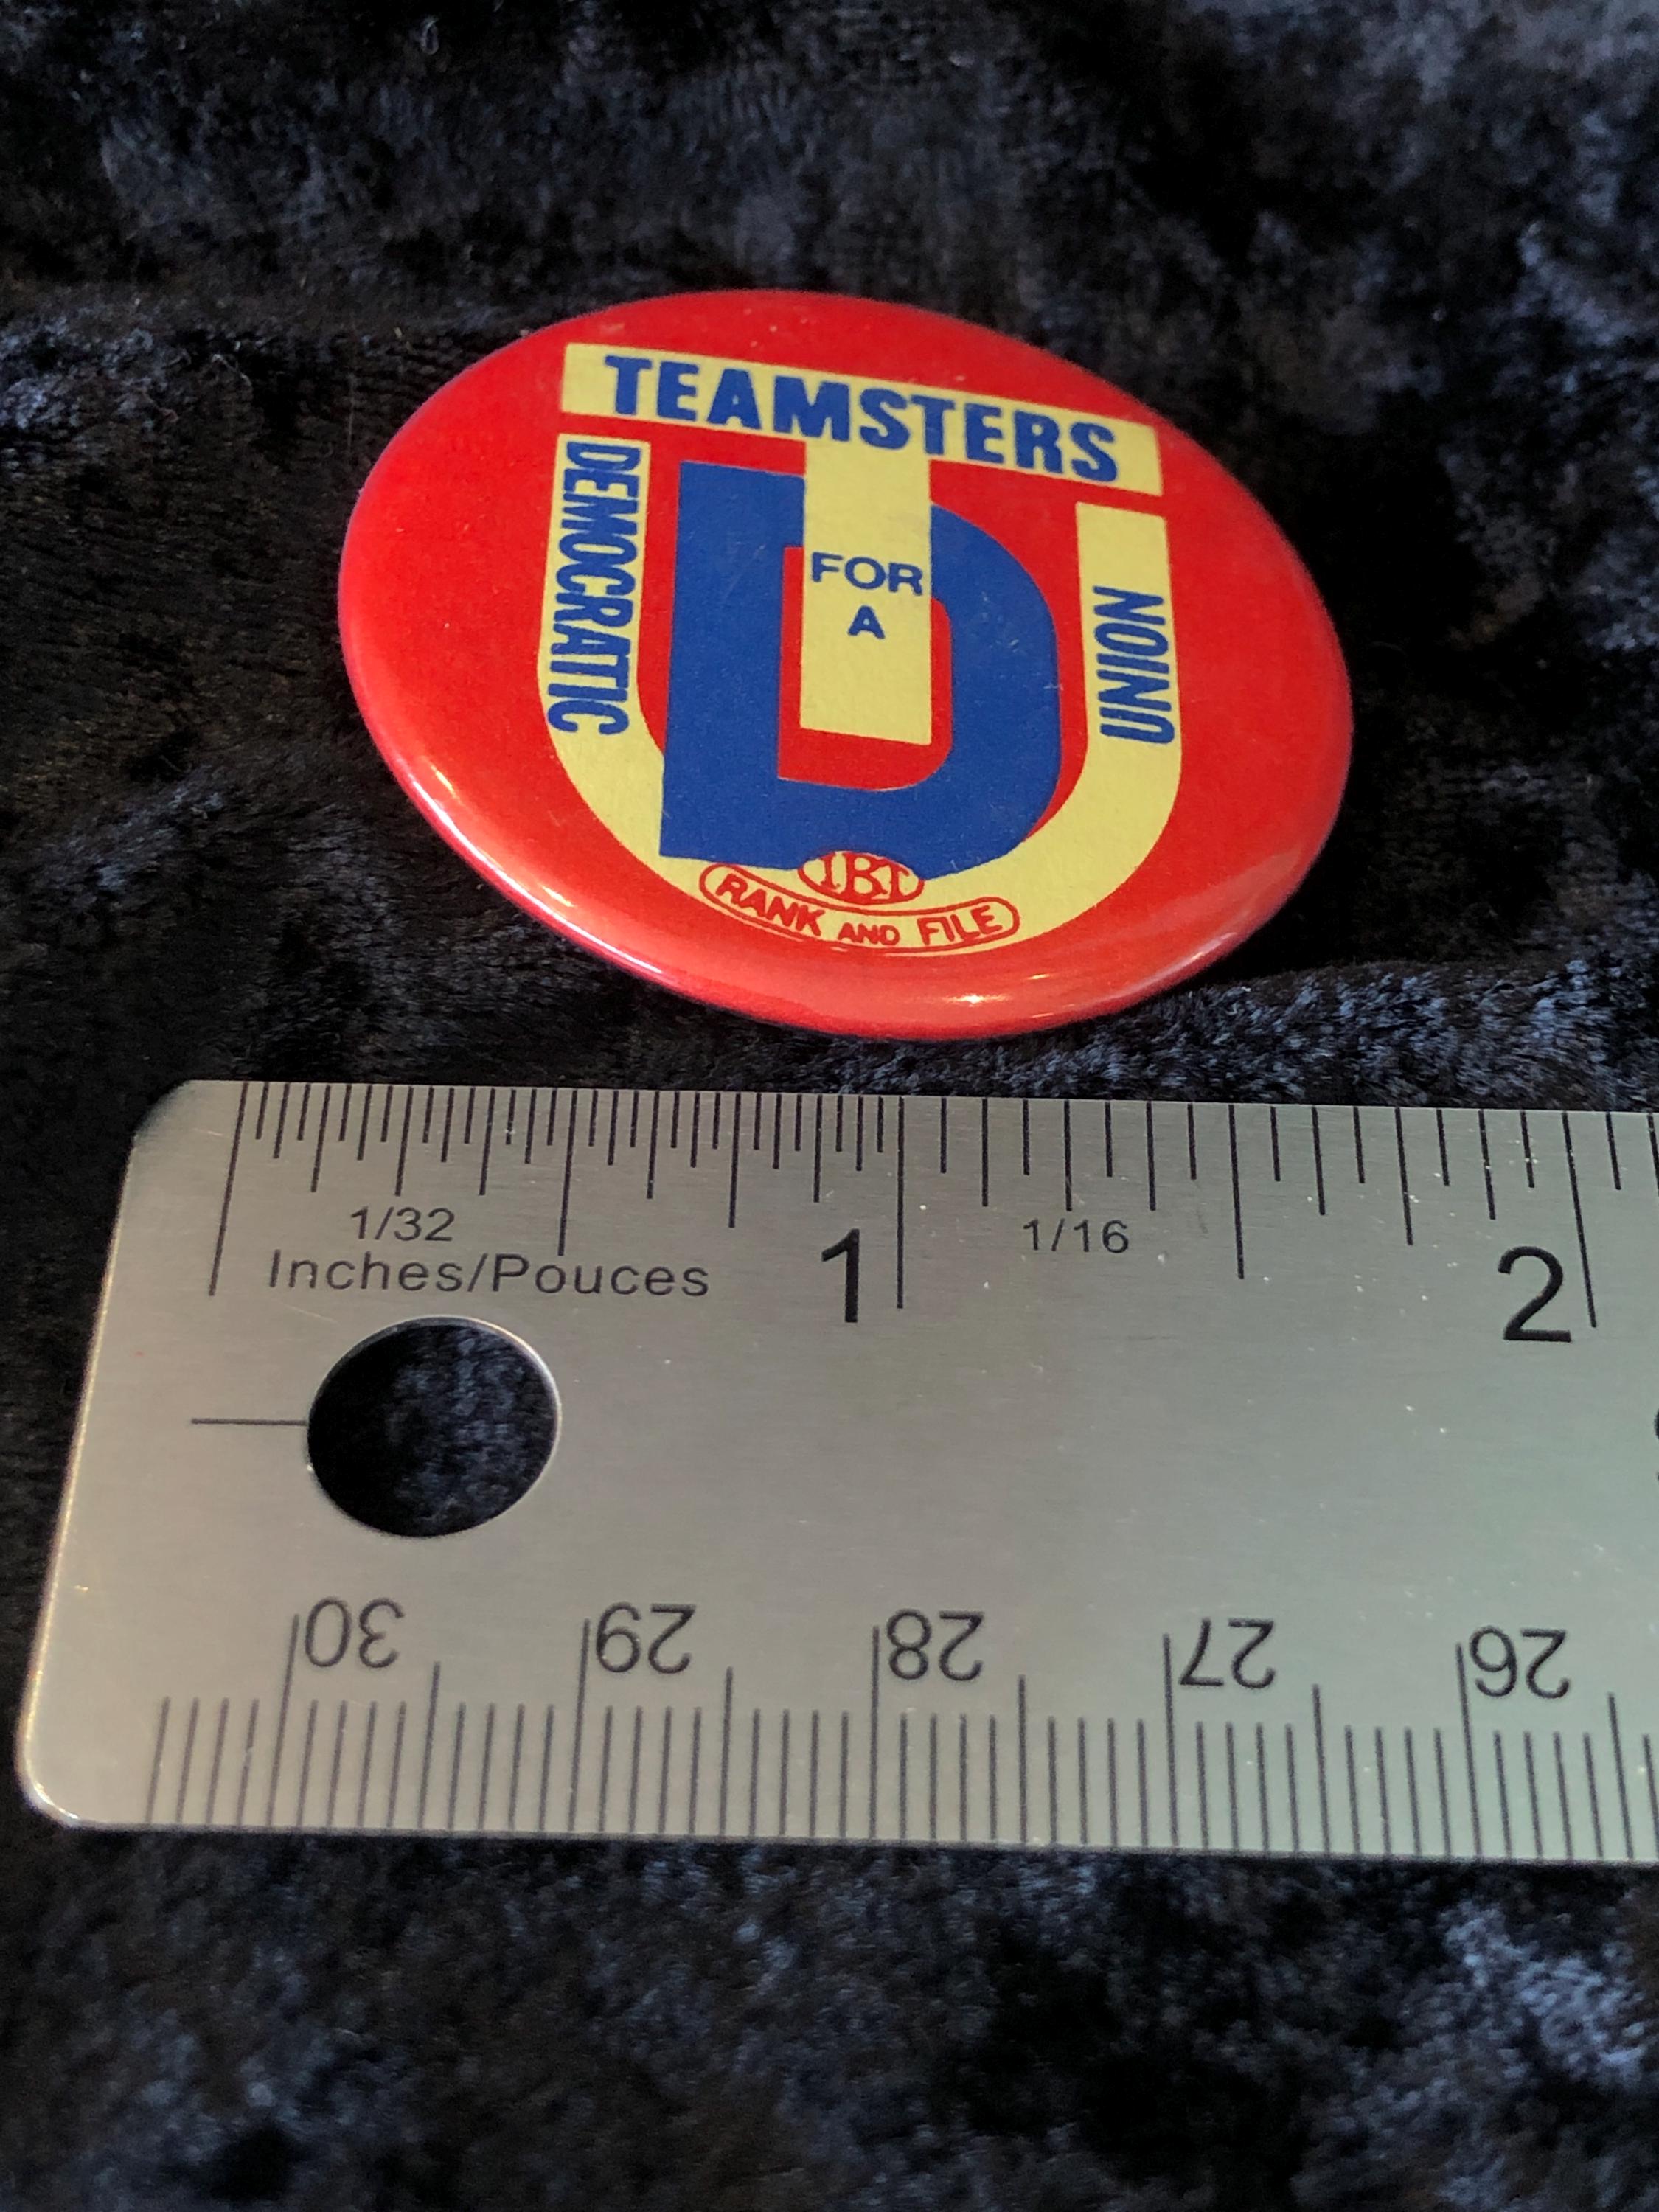 TEAMSTERS
FOR
A
DEMOCRATIC
UNION
IBT
RANK AND FILE
1/32
Inches/Pouces
1
1/16
2
30
29
28
27
26